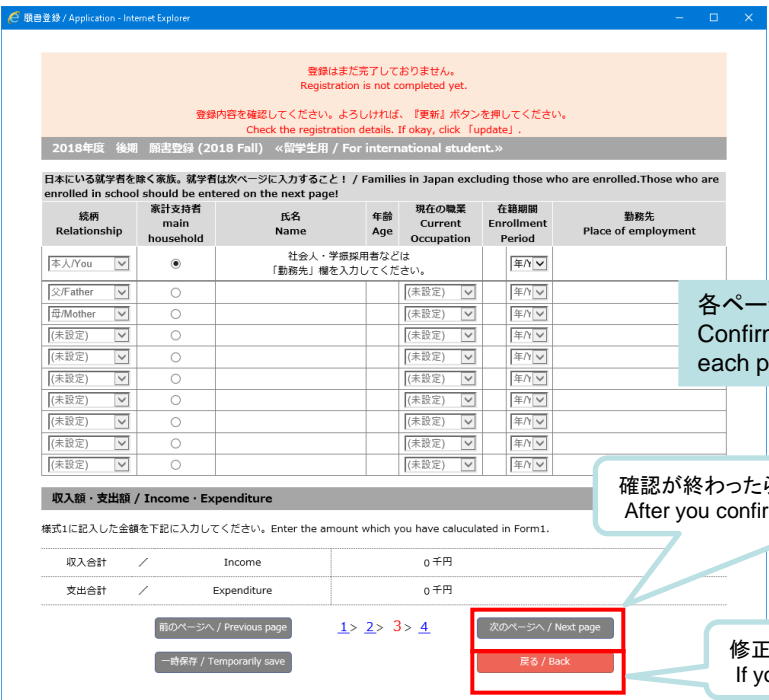 願書登録 / Application - Internet Explorer
登録はまだ完了しておりません。
Registration is not completed yet.
登録内容を確認してください。よろしければ、『更新』ボタンを押してください。
Check the registration details. If okay, click 「update」.
2018年度 後期 願書登録 (2018 Fall) «留学生用 / For international student.»
日本にいる就学者を除く家族。就学者は次ページに入力すること！ / Families in Japan excluding those who are enrolled.Those who are
enrolled in school should be entered on the next page!
続柄 Relationship 家計支持者 main household 氏名 Name 年齢 Age 現在の職業 Current Occupation 在籍期間 Enrollment Period 勤務先 Place of employment
本人/You 社会人・学振採用者などは「勤務先」欄を入力してください。 年/
父/Father (未設定) 年/
母/Mother (未設定) 年/
(未設定) (未設定) 年/
(未設定) (未設定) 年/
(未設定) (未設定) 年/
(未設定) (未設定) 年/
(未設定) (未設定) 年/
(未設定) (未設定) 年/
(未設定) (未設定) 年/
各ペー
Confirm
each p
収入額・支出額 / Income・Expenditure
確認が終わったら
After you confir
様式1に記入した金額を下記に入力してください。Enter the amount which you have caluculated in Form1.
収入合計 / Income 0 千円
支出合計 / Expenditure 0 千円
前のページへ / Previous page 1> 2> 3> 4 次のページへ / Next page
一時保存 / Temporarily save 戻る / Back
修正
If yo